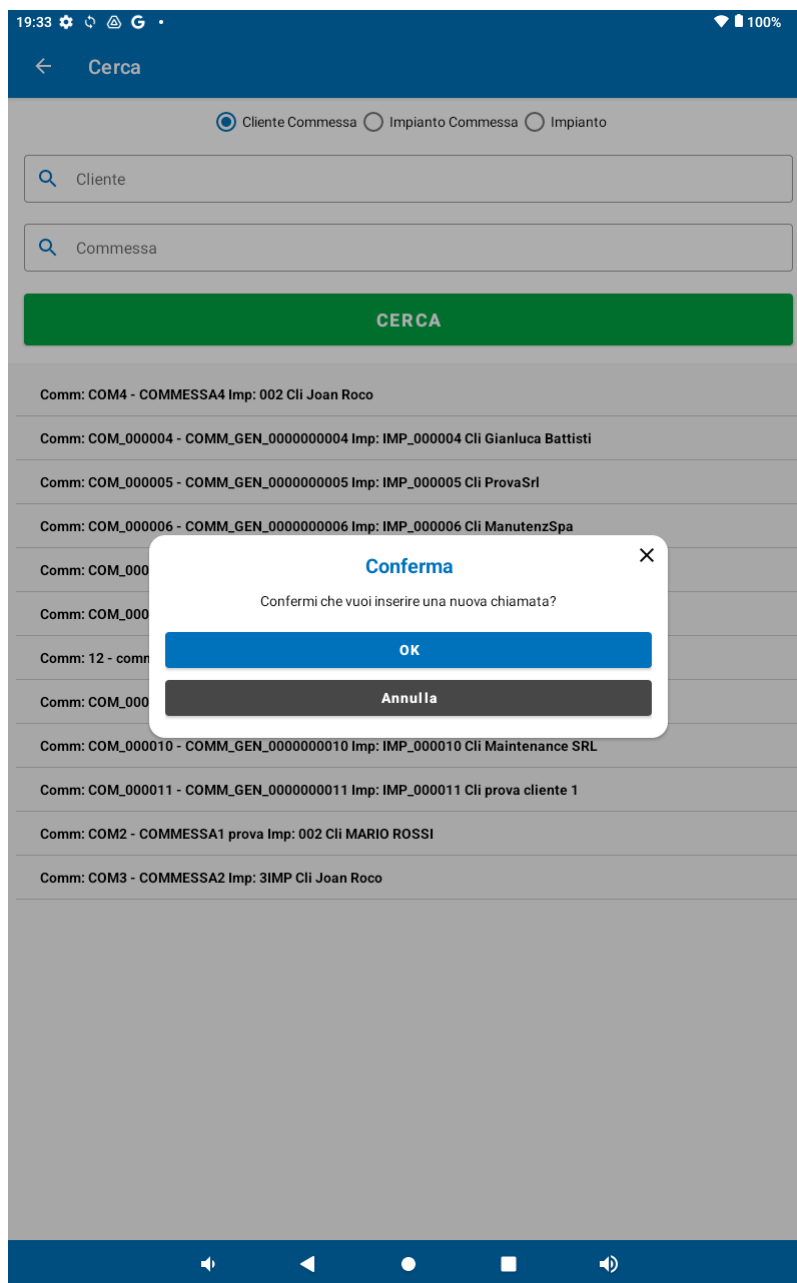 19:33 G 100%
Cerca
Cliente Commessa Impianto Commessa Impianto
Cliente
Commessa
CERCA
Comm: COM4 - COMMESSA4 Imp: 002 Cli Joan Roco
Comm: COM_000004 - COMM_GEN_0000000004 Imp: IMP_000004 Cli Gianluca Battisti
Comm: COM_000005 - COMM_GEN_0000000005 Imp: IMP_000005 Cli ProvaSrl
Comm: COM_000006 - COMM_GEN_0000000006 Imp: IMP_000006 Cli ManutenzSpa
Comm: COM_000
Comm: COM_000
Comm: 12 - comm
Comm: COM_000
Conferma
Confermi che vuoi inserire una nuova chiamata?
OK
Annulla
Comm: COM_000010 - COMM_GEN_0000000010 Imp: IMP_000010 Cli Maintenance SRL
Comm: COM_000011 - COMM_GEN_0000000011 Imp: IMP_000011 Cli prova cliente 1
Comm: COM2 - COMMESSA1 prova Imp: 002 Cli MARIO ROSSI
Comm: COM3 - COMMESSA2 Imp: 3IMP Cli Joan Roco